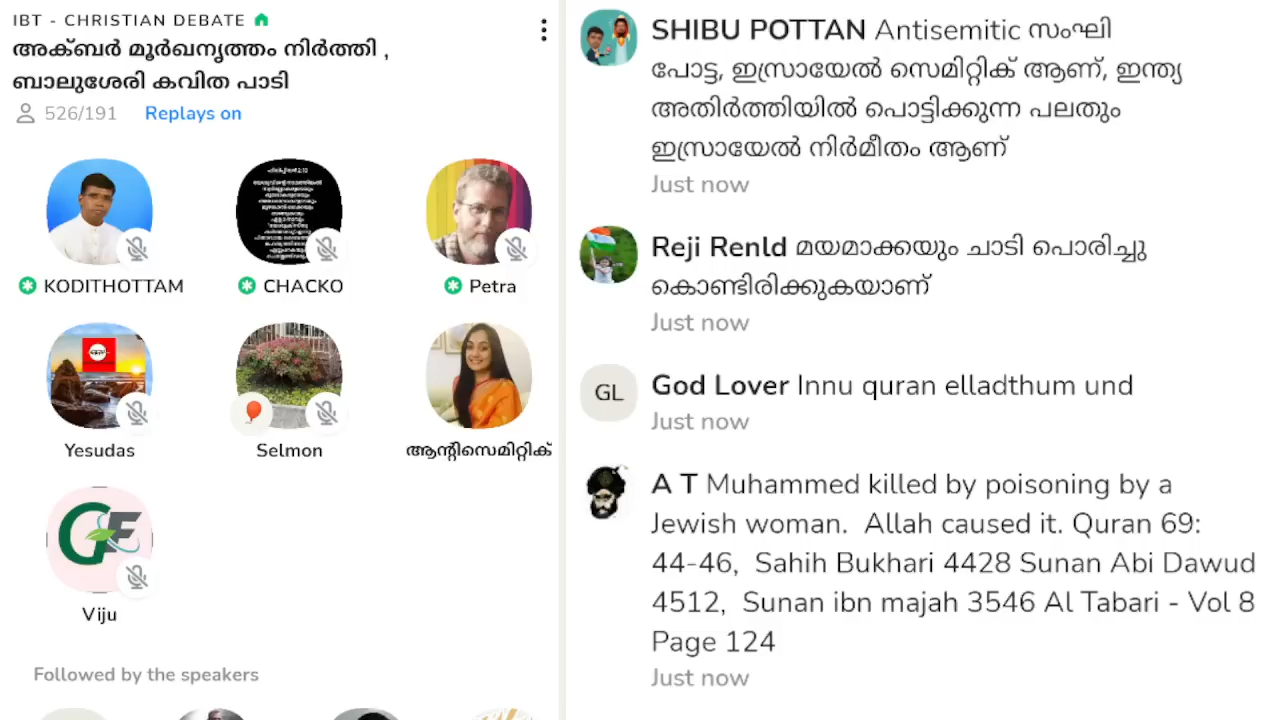 IBT - CHRISTIAN DEBATE
അക്ബർ മൂർഖനൃത്തം നിർത്തി ,
ബാലുശേരി കവിത പാടി
526/191 Replays on
KODITHOTTAM CHACKO Petra
Yesudas Selmon ആന്റിസെമിറ്റിക്
Viju
Followed by the speakers
SHIBU POTTAN Antisemitic സംഘി
പോട്ട, ഇസ്രായേൽ സെമിറ്റിക് ആണ്, ഇന്ത്യ
അതിർത്തിയിൽ പൊട്ടിക്കുന്ന പലതും
ഇസ്രായേൽ നിർമീതം ആണ്
Just now
Reji Renld മയമാക്കയും ചാടി പൊരിച്ചു
കൊണ്ടിരിക്കുകയാണ്
Just now
GL
God Lover Innu quran elladthum und
Just now
A T Muhammed killed by poisoning by a
Jewish woman. Allah caused it. Quran 69:
44-46, Sahih Bukhari 4428 Sunan Abi Dawud
4512, Sunan ibn majah 3546 Al Tabari - Vol 8
Page 124
Just now